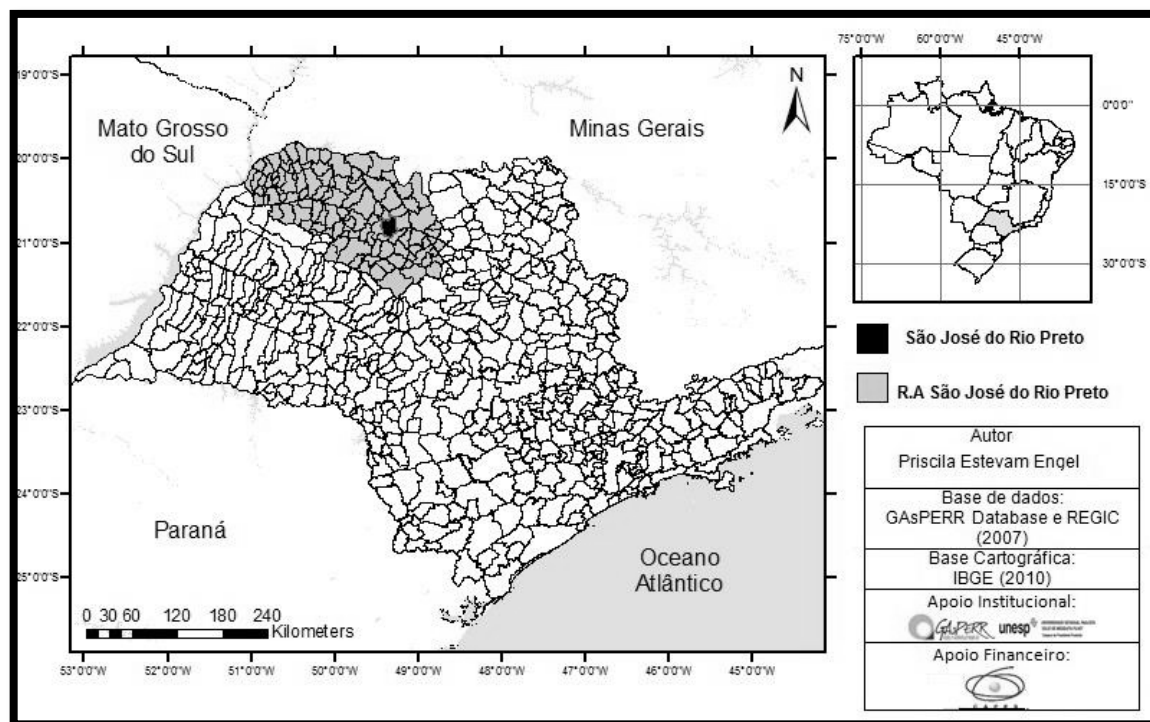 75°0'0"W 60°0'0"W 45°0'0"W
0°0'0"
15°0'0"S
30°0'0"S
19°0'0"S
20°0'0"S
21°0'0"S
22°0'0"S
23°0'0"S
24°0'0"S
25°0'0"S
Mato Grosso
do Sul
Minas Gerais
N
Paraná
Oceano
Atlântico
0 30 60 120 180 240
Kilometers
53°0'0"W 52°0'0"W 51°0'0"W 50°0'0"W 49°0'0"W 48°0'0"W 47°0'0"W 46°0'0"W 45°0'0"W
São José do Rio Preto
R.A São José do Rio Preto
Autor
Priscila Estevam Engel
Base de dados:
GAsPERR Database e REGIC
(2007)
Base Cartográfica:
IBGE (2010)
Apoio Institucional:
GAsPERR unesp
Apoio Financeiro:
CAPES